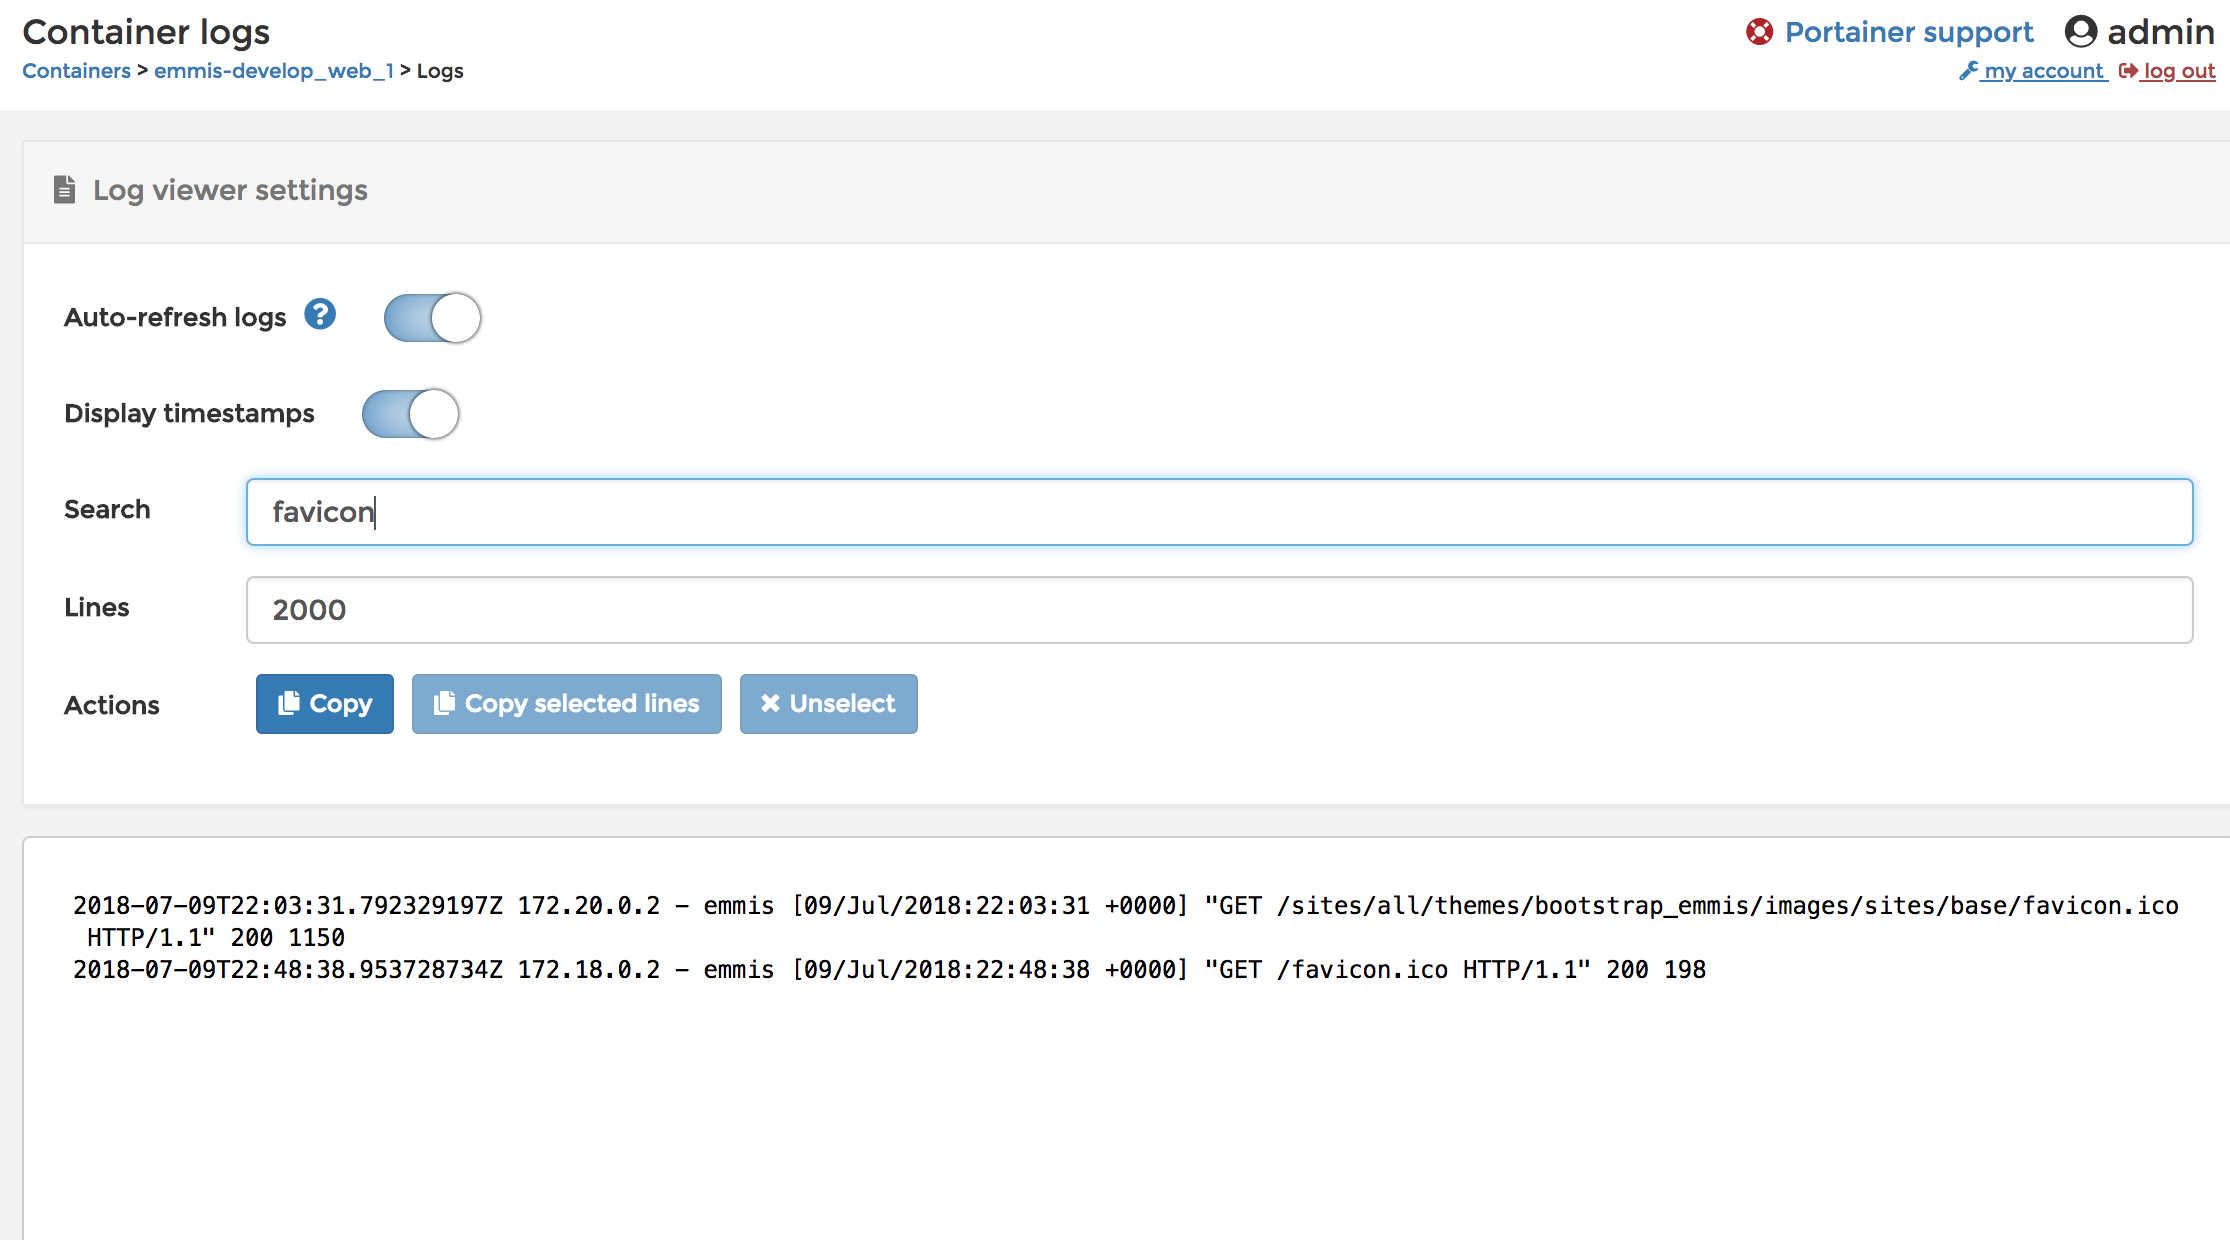 Container logs
Portainer support admin
Containers > emmis-develop_web_1 > Logs
my account log out
Log viewer settings
Auto-refresh logs ?
Display timestamps
Search favicon
Lines 2000
Actions Copy Copy selected lines Unselect
2018-07-09T22:03:31.792329197Z 172.20.0.2 - emmis [09/Jul/2018:22:03:31 +0000] "GET /sites/all/themes/bootstrap_emmis/images/sites/base/favicon.ico
HTTP/1.1" 200 1150
2018-07-09T22:48:38.953728734Z 172.18.0.2 - emmis [09/Jul/2018:22:48:38 +0000] "GET /favicon.ico HTTP/1.1" 200 198